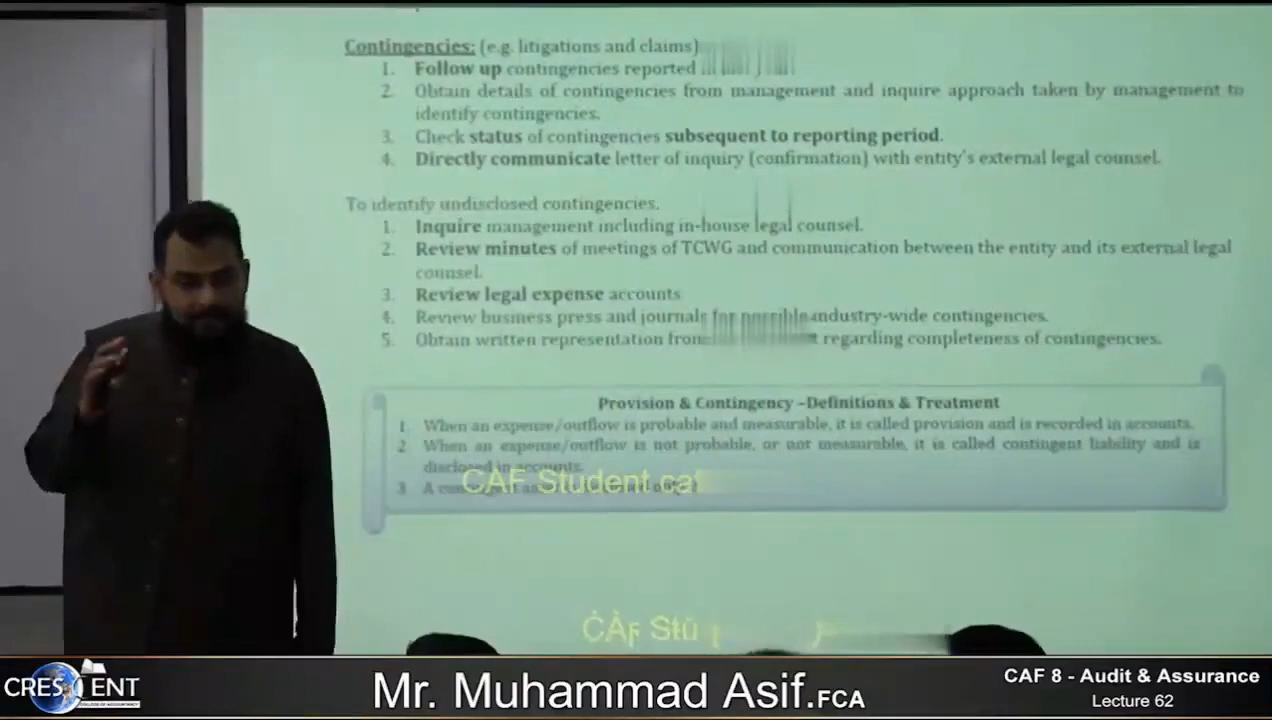 Contingencies: (e.g. litigations and claims)
1. Follow up contingencies reported
2. Obtain details of contingencies from management and inquire approach taken by management to
identify contingencies.
3. Check status of contingencies subsequent to reporting period.
4. Directly communicate letter of inquiry (confirmation) with entity's external legal counsel.
To identify undisclosed contingencies.
1. Inquire management including in-house legal counsel.
2. Review minutes of meetings of TCWG and communication between the entity and its external legal
counsel.
3. Review legal expense accounts
4. Review business press and journals for possible industry-wide contingencies.
5. Obtain written representation from regarding completeness of contingencies.
Provision & Contingency –Definitions & Treatment
1. When an expense/outflow is probable and measurable, it is called provision and is recorded in accounts.
2 When an expense/outflow is not probable, or not measurable, it is called contingent liability and is
disclosed in accounts.
3 A
CAF Student.ca
CRESCENT
COLLEGE OF ACCOUNTANCY
Mr. Muhammad Asif.FCA
CAF 8 - Audit & Assurance
Lecture 62